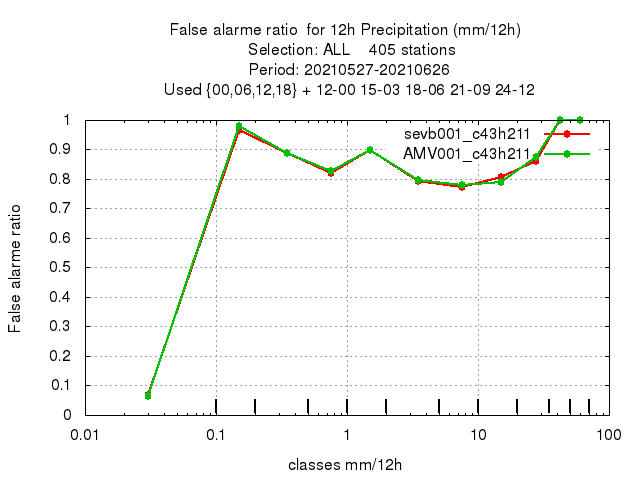 False alarme ratio  for 12h Precipitation (mm/12h)
Selection: ALL    405 stations
Period: 20210527-20210626
Used {00,06,12,18} + 12-00 15-03 18-06 21-09 24-12
sevb001_c43h211
AMV001_c43h211
1
0.9
0.8
0.7
0.6
0.5
0.4
0.3
0.2
0.1
0
False alarme ratio
0.01 0.1 1 10 100
classes mm/12h